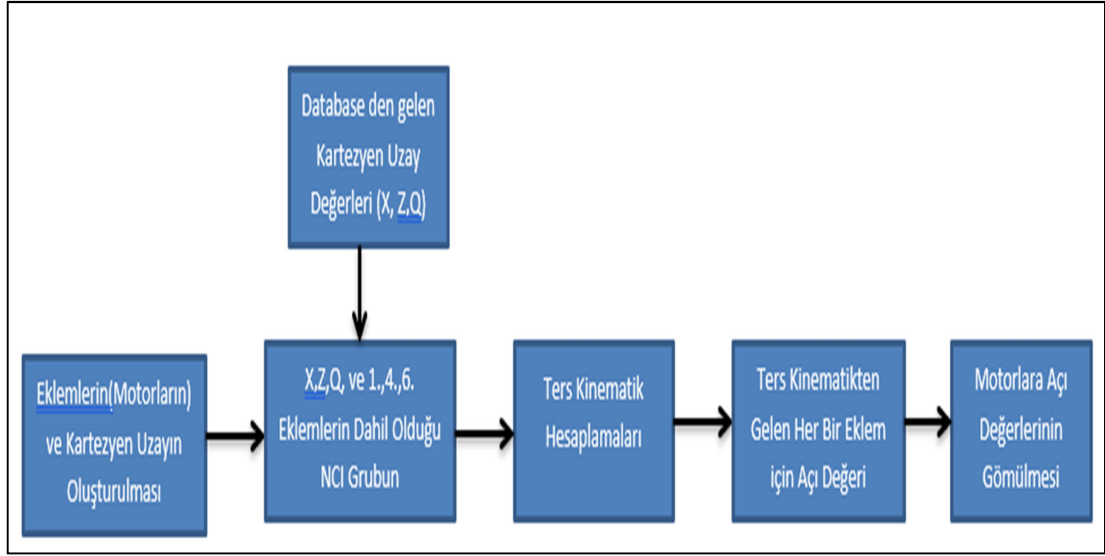 Database den gelen
Kartezyen Uzay
Değerleri (X, Z,Q)
Eklemlerin(Motorların)
ve Kartezyen Uzayın
Oluşturulması
X,Z,Q, ve 1.,4.,6.
Eklemlerin Dahil Olduğu
NCI Grubun
Ters Kinematik
Hesaplamaları
Ters Kinematikten
Gelen Her Bir Eklem
için Açı Değeri
Motorlara Açı
Değerlerinin
Gömülmesi